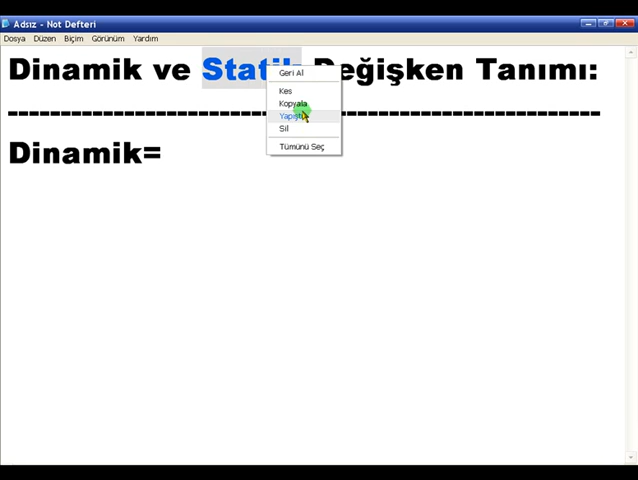 Adsız - Not Defteri
Dosya Düzen Biçim Görünüm Yardım
Dinamik ve Statik Değişken Tanımı:
-------------------------------------------------
Dinamik=
Geri Al
Kes
Kopyala
Yapıştır
Sil
Tümünü Seç